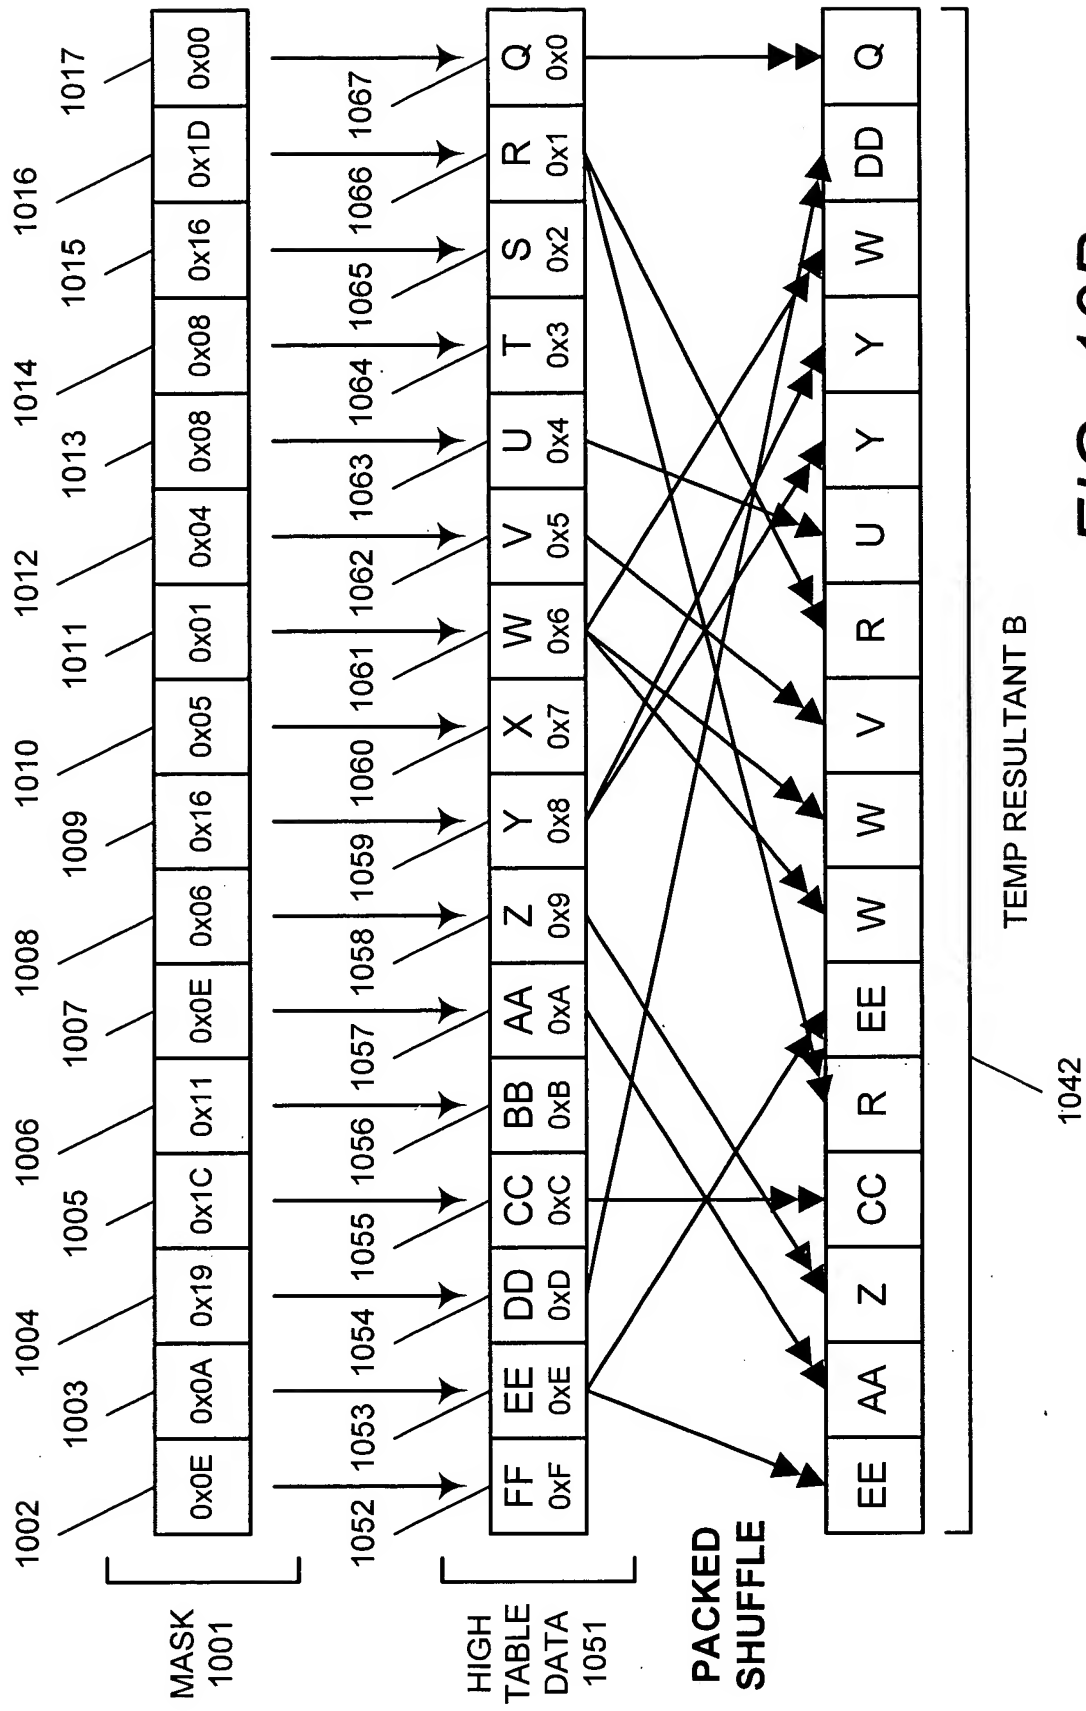 1002 1003 1004 1005 1006 1007 1008 1009 1010 1011 1012 1013 1014 1015 1016 1017
MASK
1001
0x0E 0x0A 0x19 0x1C 0x11 0x0E 0x06 0x16 0x05 0x01 0x04 0x08 0x08 0x16 0x1D 0x00
1052 1053 1054 1055 1056 1057 1058 1059 1060 1061 1062 1063 1064 1065 1066 1067
HIGH
TABLE
DATA
1051
FF EE DD CC BB AA Z Y X W V U T S R Q
0xF 0xE 0xD 0xC 0xB 0xA 0x9 0x8 0x7 0x6 0x5 0x4 0x3 0x2 0x1 0x0
PACKED
SHUFFLE
EE AA Z CC R EE W W V R U Y Y W DD Q
TEMP RESULTANT B
1042